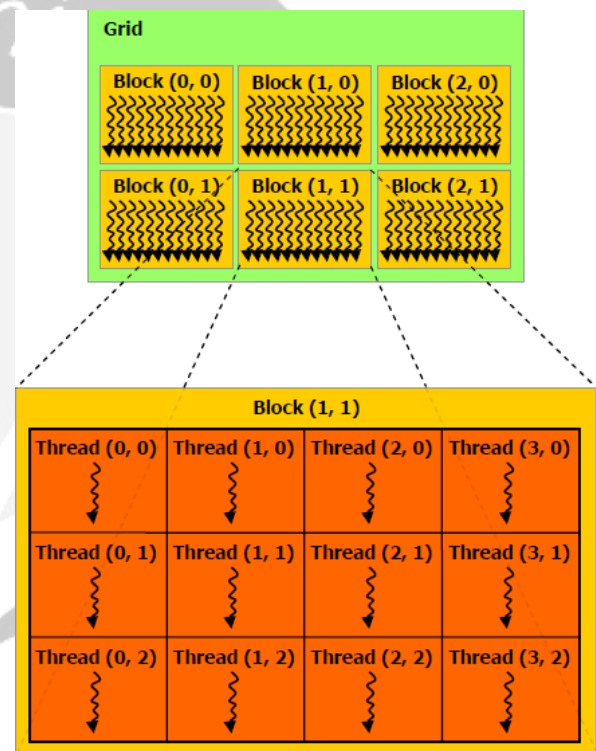 Grid
Block (0, 0) Block (1, 0) Block (2, 0)
Block (0, 1) Block (1, 1) Block (2, 1)
Block (1, 1)
Thread (0, 0) Thread (1, 0) Thread (2, 0) Thread (3, 0)
Thread (0, 1) Thread (1, 1) Thread (2, 1) Thread (3, 1)
Thread (0, 2) Thread (1, 2) Thread (2, 2) Thread (3, 2)